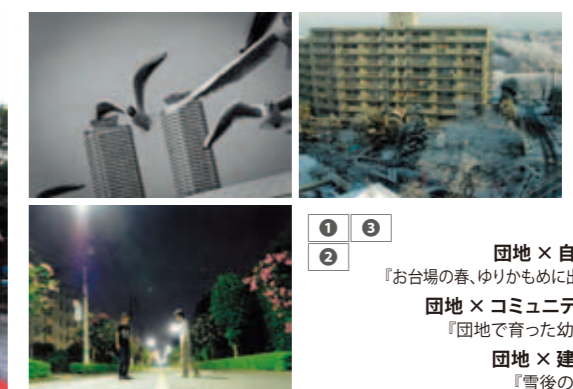 ❶ ❸
❷
団地 × 自
『お台場の春、ゆりかもめに出
団地 × コミュニテ
『団地で育った幼
団地 × 建
『雪後の